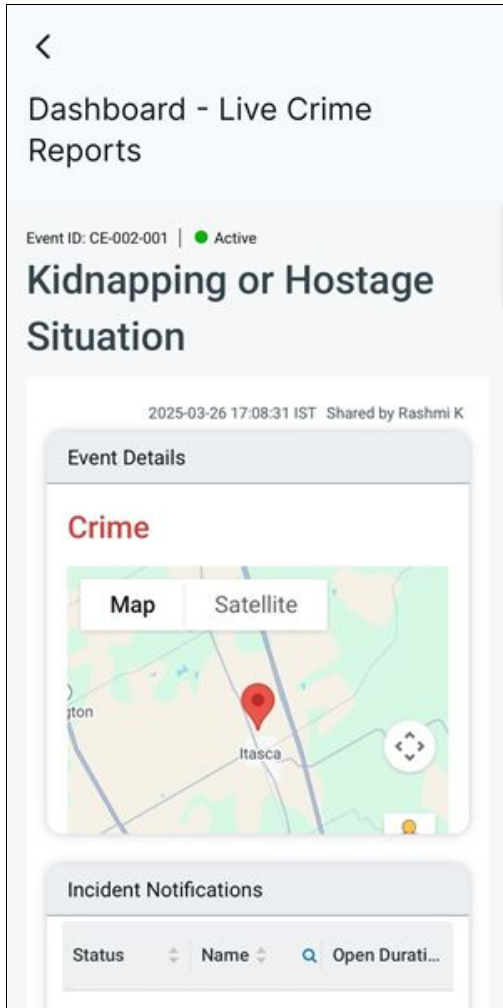 Dashboard - Live Crime
Reports
Event ID: CE-002-001 | Active
Kidnapping or Hostage
Situation
2025-03-26 17:08:31 IST Shared by Rashmi K
Event Details
Crime
Map Satellite
gton
Itasca
Incident Notifications
Status Name Open Durati...